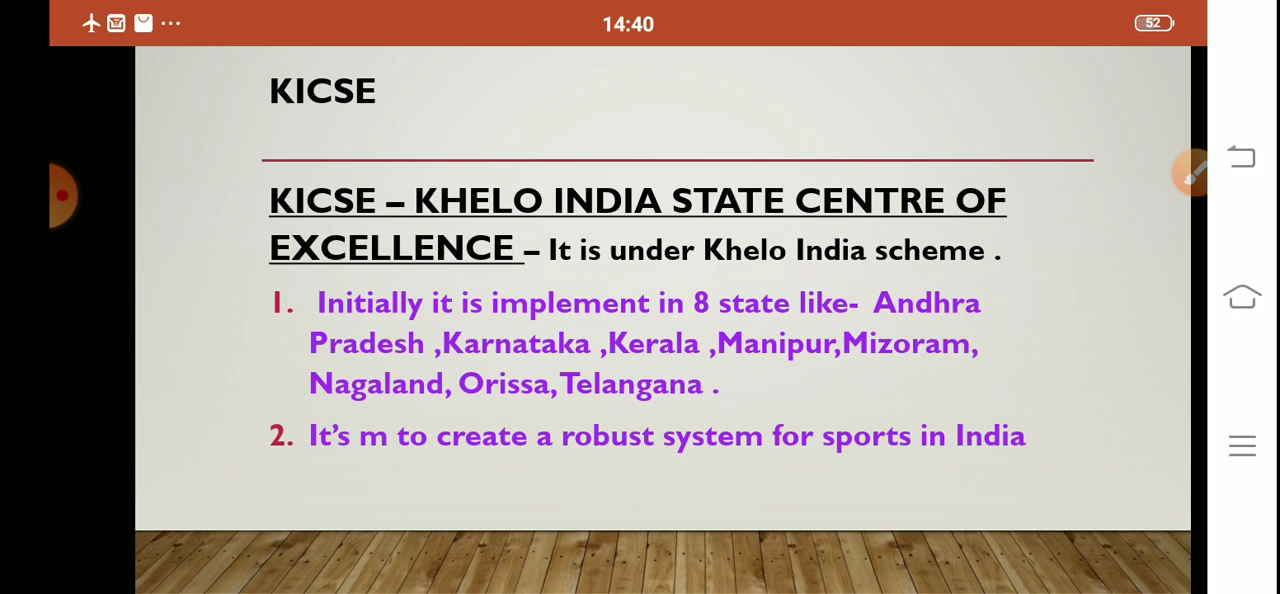 14:40
52
KICSE
KICSE – KHELO INDIA STATE CENTRE OF
EXCELLENCE – It is under Khelo India scheme .
1. Initially it is implement in 8 state like- Andhra
Pradesh ,Karnataka ,Kerala ,Manipur,Mizoram,
Nagaland, Orissa,Telangana .
2. It’s m to create a robust system for sports in India